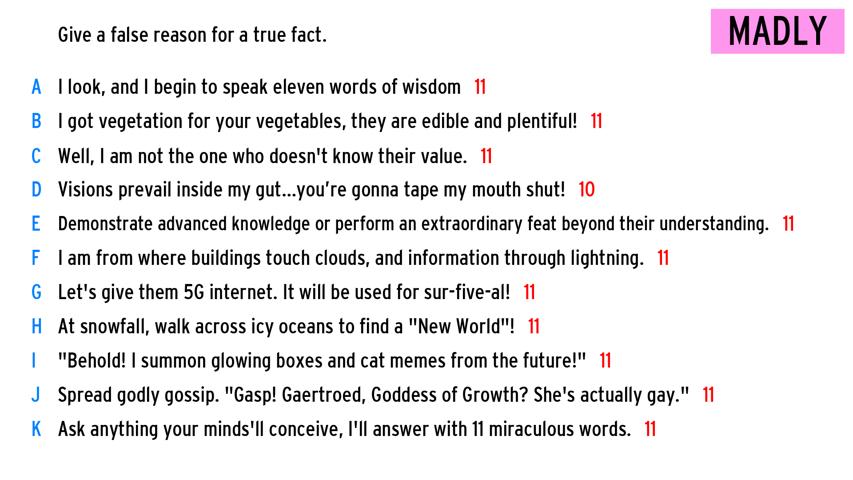 Give a false reason for a true fact.
MADLY
A I look, and I begin to speak eleven words of wisdom 11
B I got vegetation for your vegetables, they are edible and plentiful! 11
C Well, I am not the one who doesn't know their value. 11
D Visions prevail inside my gut...you're gonna tape my mouth shut! 10
E Demonstrate advanced knowledge or perform an extraordinary feat beyond their understanding. 11
F I am from where buildings touch clouds, and information through lightning. 11
G Let's give them 5G internet. It will be used for sur-five-al! 11
H At snowfall, walk across icy oceans to find a "New World"! 11
I "Behold! I summon glowing boxes and cat memes from the future!" 11
J Spread godly gossip. "Gasp! Gaertroed, Goddess of Growth? She's actually gay." 11
K Ask anything your minds'll conceive, I'll answer with 11 miraculous words. 11